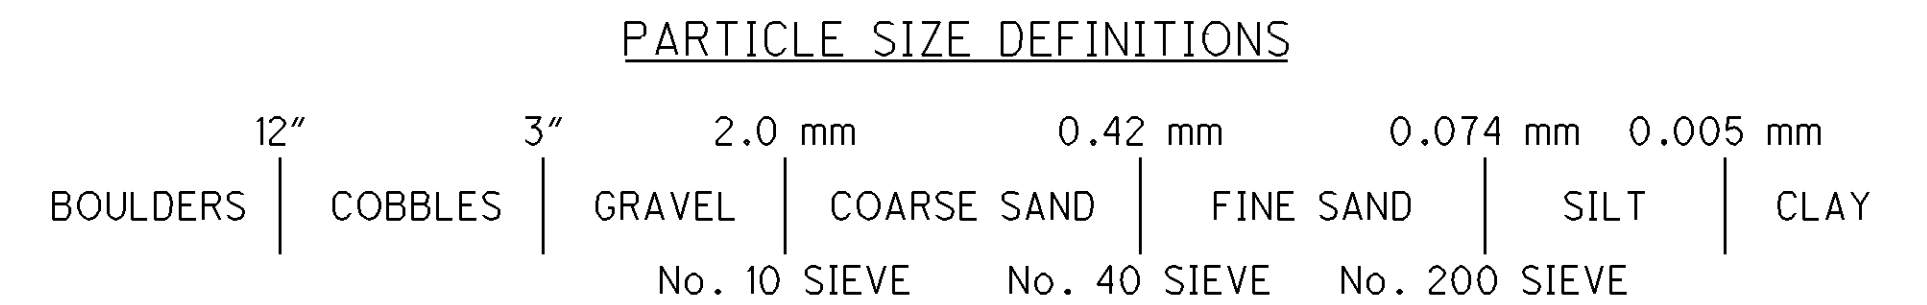 PARTICLE SIZE DEFINITIONS
12" 3" 2.0 mm 0.42 mm 0.074 mm 0.005 mm
BOULDERS COBBLES GRAVEL COARSE SAND FINE SAND SILT CLAY
No. 10 SIEVE No. 40 SIEVE No. 200 SIEVE